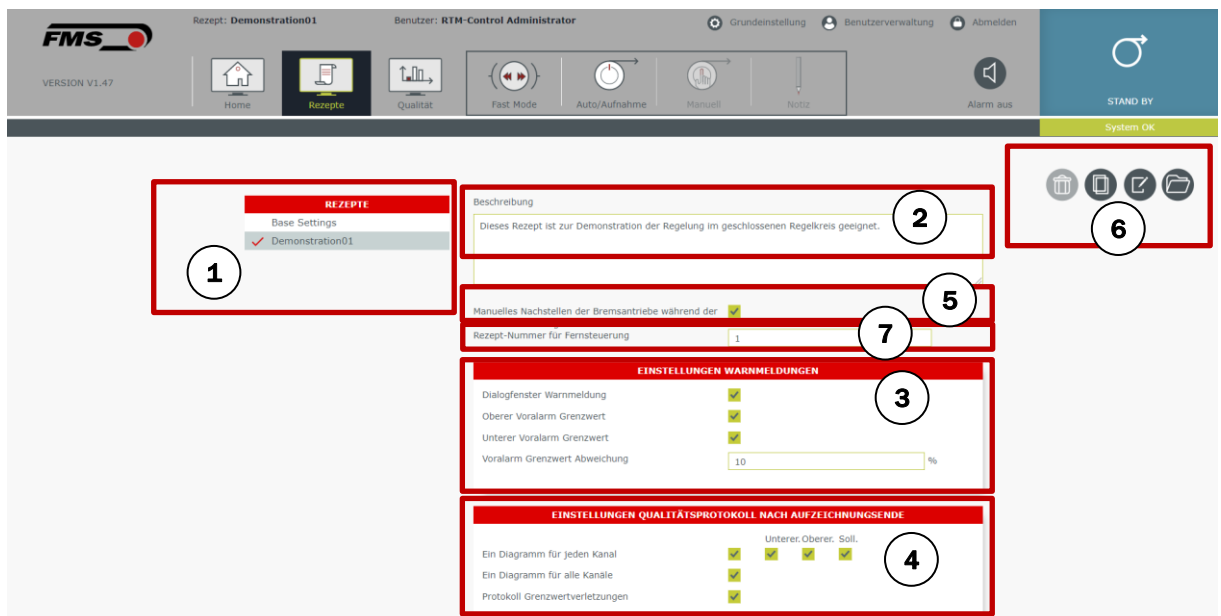 FMS
Rezept: Demonstration01
Benutzer: RTM-Control Administrator
Grundeinstellung
Benutzerverwaltung
Abmelden
VERSION V1.47
Home
Rezepte
Qualität
Fast Mode
Auto/Aufnahme
Manuell
Notiz
Alarm aus
STAND BY
System OK
REZEPTE
Base Settings
Demonstration01
1
Beschreibung
Dieses Rezept ist zur Demonstration der Regelung im geschlossenen Regelkreis geeignet.
2
6
Manuelles Nachstellen der Bremsantriebe während der
5
Rezept-Nummer für Fernsteuerung
1
7
EINSTELLUNGEN WARNMELDUNGEN
Dialogfenster Warnmeldung
3
Oberer Voralarm Grenzwert
Unterer Voralarm Grenzwert
Voralarm Grenzwert Abweichung
10
%
EINSTELLUNGEN QUALITÄTSPROTOKOLL NACH AUFZEICHNUNGSENDE
Unterer. Oberer. Soll.
Ein Diagramm für jeden Kanal
4
Ein Diagramm für alle Kanäle
Protokoll Grenzwertverletzungen